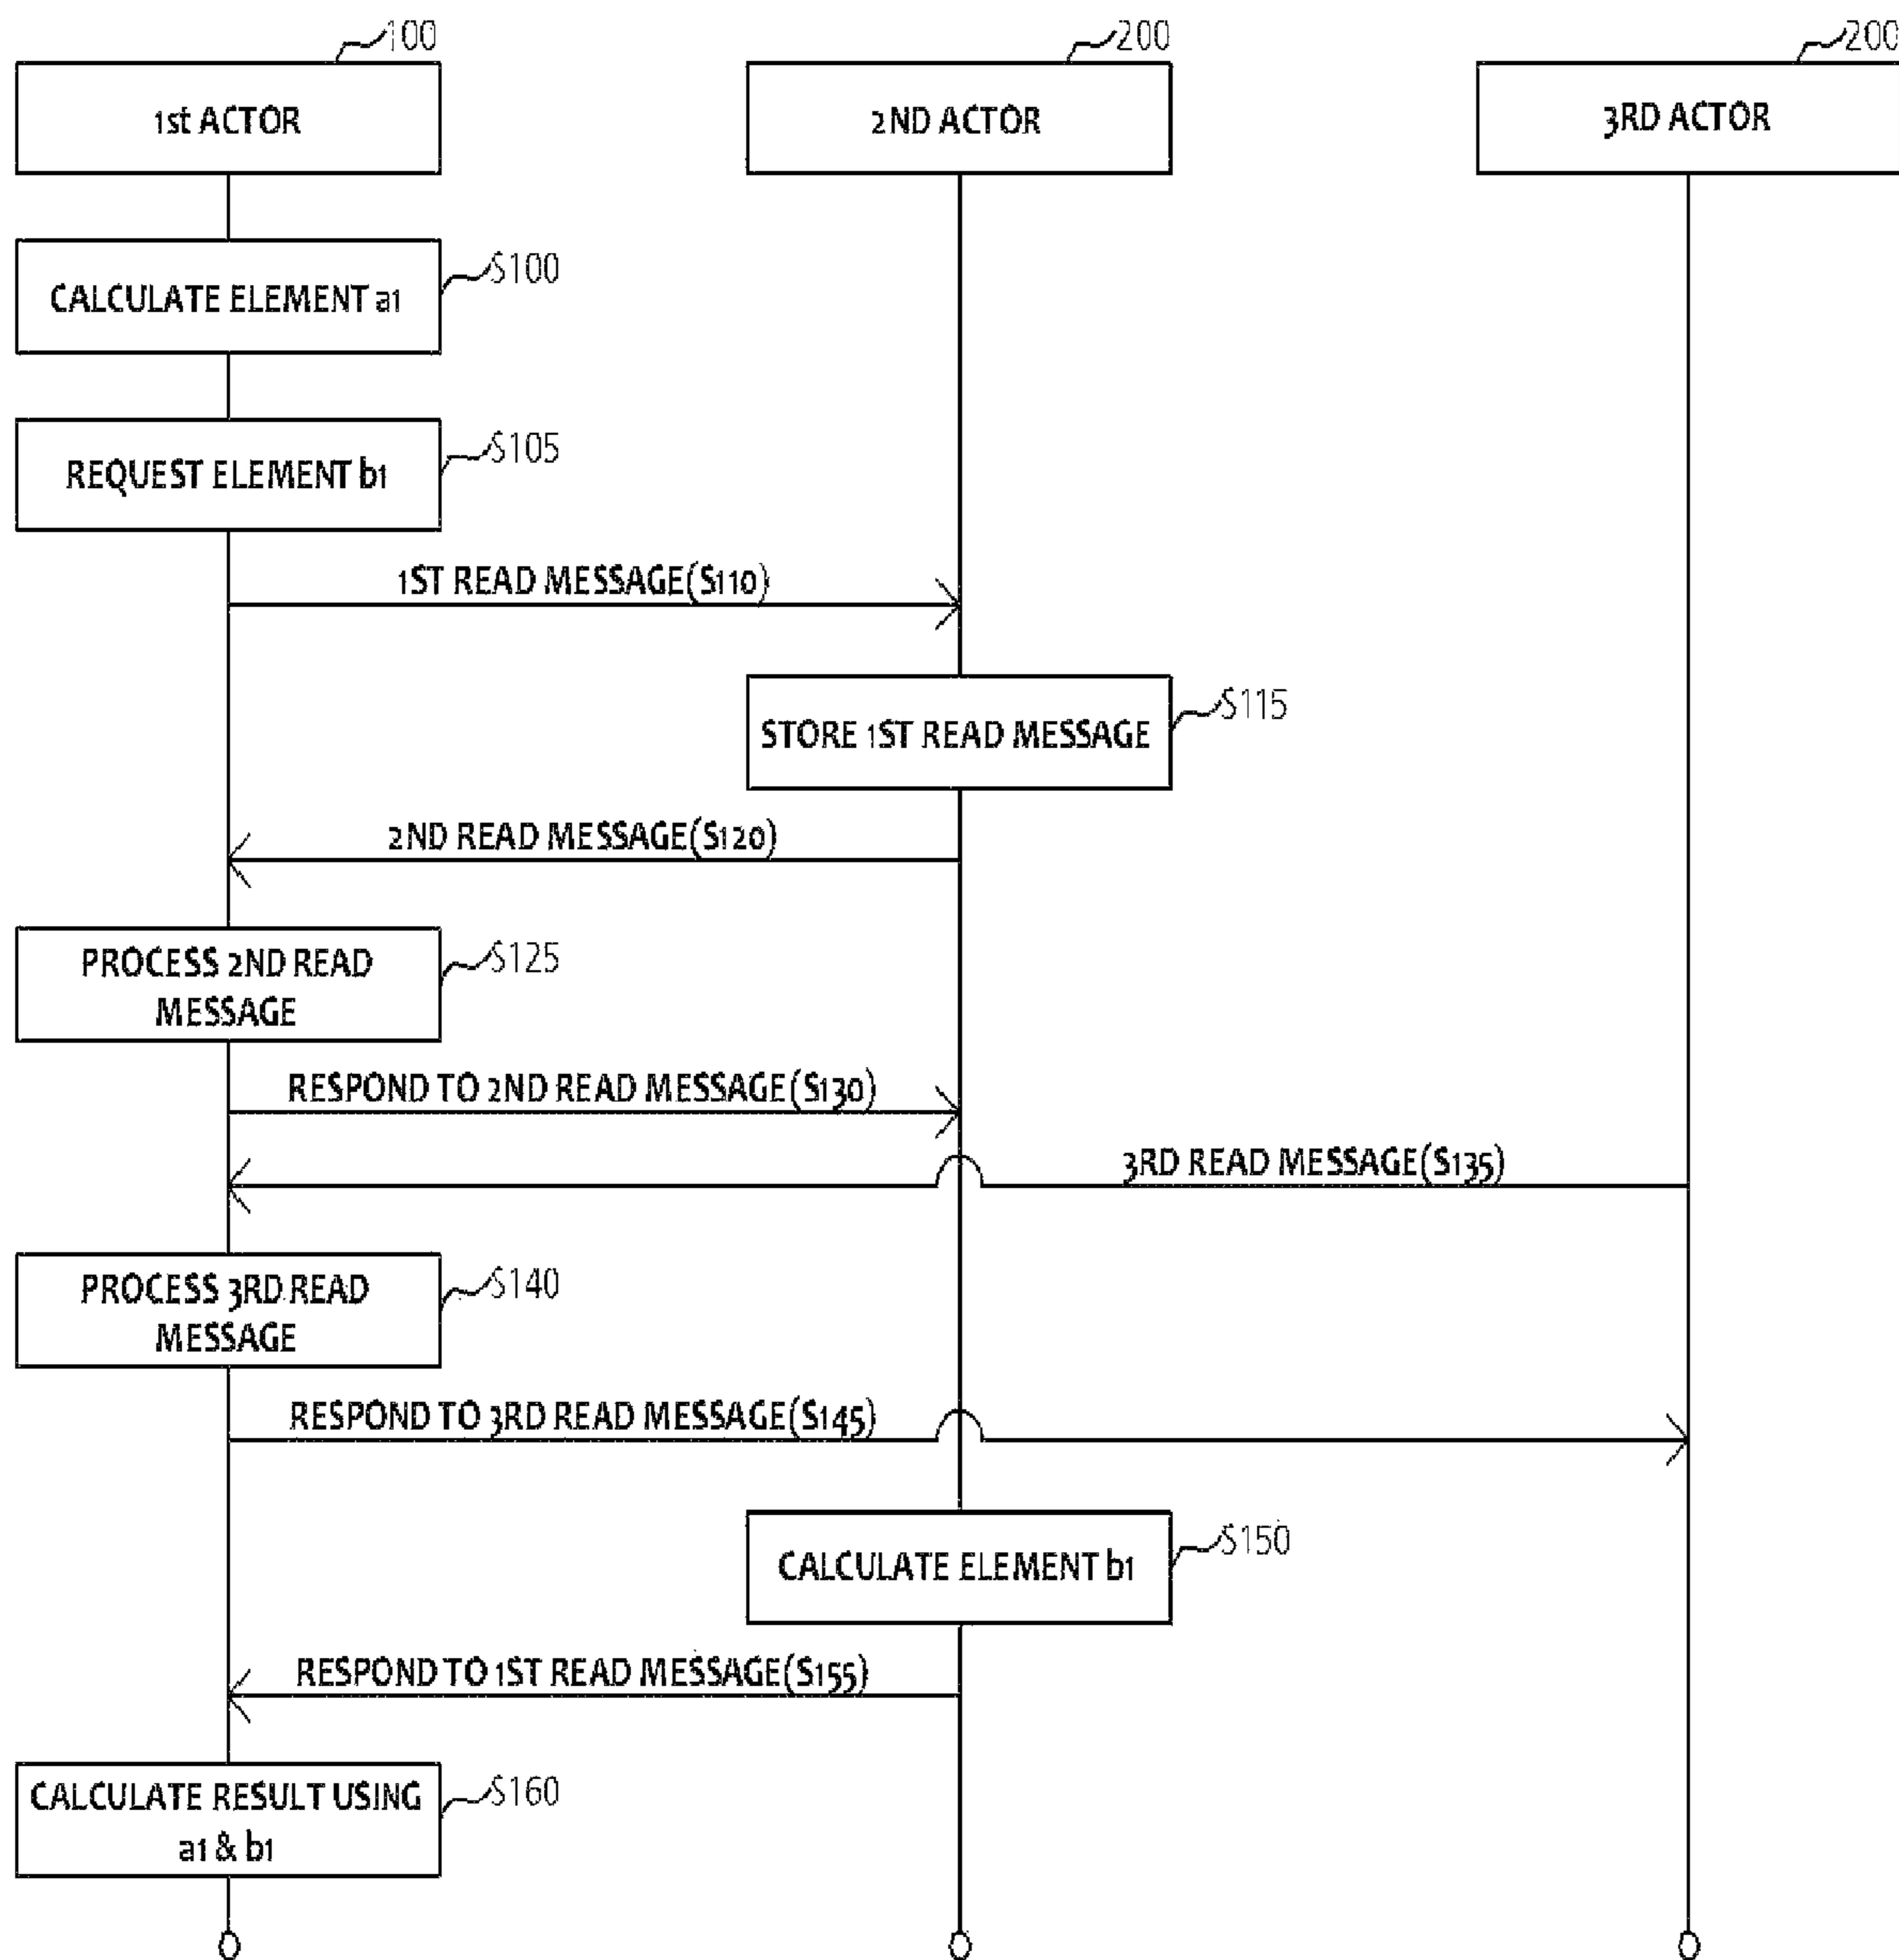 100
200
200
1st ACTOR
2ND ACTOR
3RD ACTOR
S100
CALCULATE ELEMENT a1
S105
REQUEST ELEMENT b1
1ST READ MESSAGE(S110)
S115
STORE 1ST READ MESSAGE
2ND READ MESSAGE(S120)
S125
PROCESS 2ND READ
MESSAGE
RESPOND TO 2ND READ MESSAGE(S130)
3RD READ MESSAGE(S135)
S140
PROCESS 3RD READ
MESSAGE
RESPOND TO 3RD READ MESSAGE(S145)
S150
CALCULATE ELEMENT b1
RESPOND TO 1ST READ MESSAGE(S155)
S160
CALCULATE RESULT USING
a1 & b1